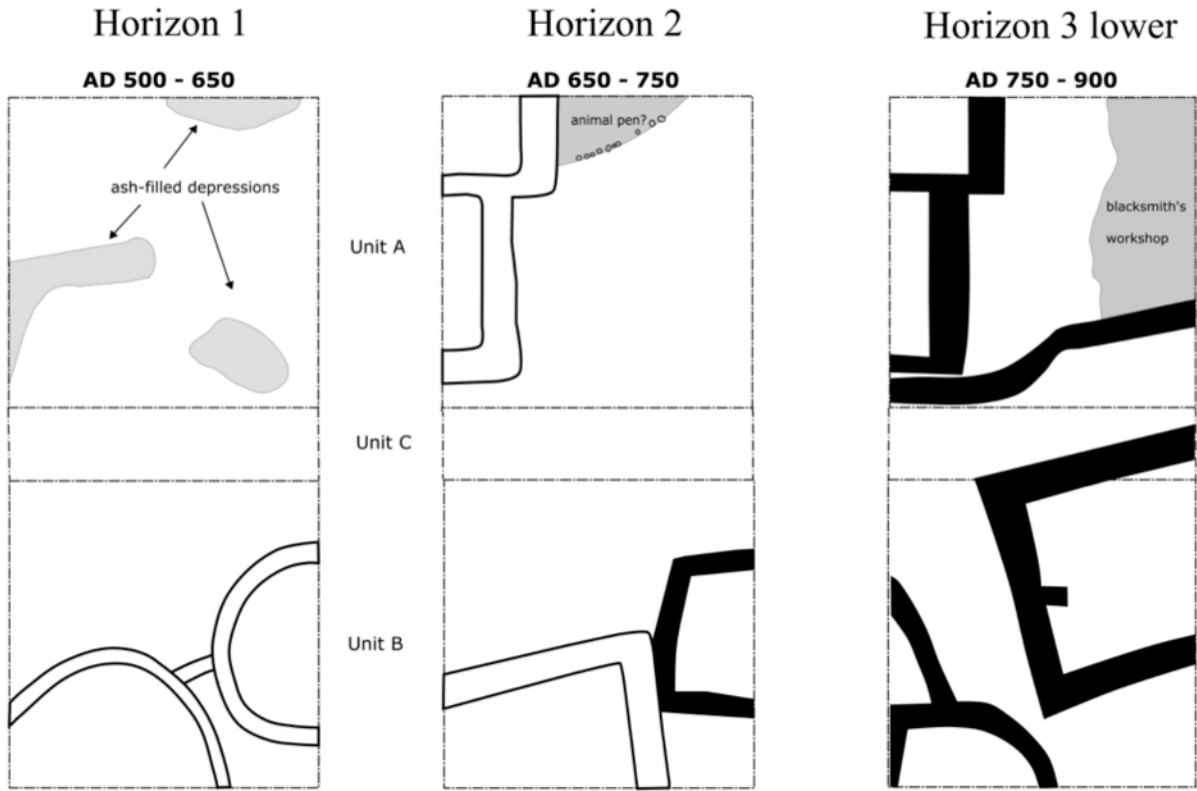 Horizon 1
AD 500 - 650
ash-filled depressions
Horizon 2
AD 650 - 750
animal pen?
Horizon 3 lower
AD 750 - 900
blacksmith's
workshop
Unit A
Unit C
Unit B